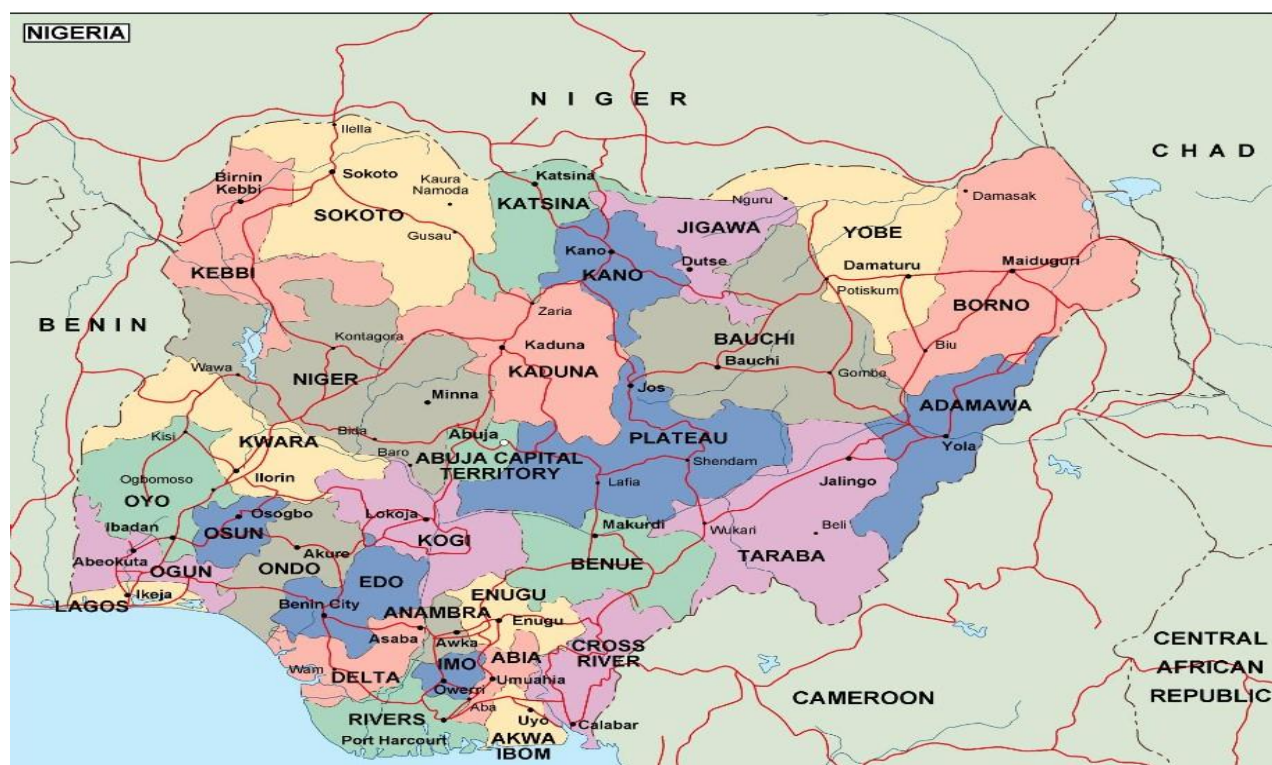 NIGERIA
NIGER
CHAD
Ilella
Birnin
Kebbi
Sokoto
Kaura
Namoda
Katsina
KATSINA
Nguru
Damasak
SOKOTO
Gusau
JIGAWA
YOBE
Kano
KANO
Dutse
KEBBI
Damaturu
Maiduguri
Potiskum
BORNO
Zaria
BENIN
Kontagora
Kaduna
KADUNA
BAUCHI
Bauchi
Biu
Wawa
NIGER
Gombe
Jos
Minna
ADAMAWA
Kisi
KWARA
Bida
Abuja
PLATEAU
Yola
Baro
ABUJA CAPITAL
TERRITORY
Shendam
Ogbomoso
Ilorin
Lafia
Jalingo
OYO
Osogbo
Lokoja
Makurdi
Wukari
Beli
Ibadan
OSUN
KOGI
TARABA
Abeokuta
Akure
OGUN
ONDO
BENUE
EDO
LAGOS
Ikeja
Benin City
ENUGU
ANAMBRA
Enugu
Asaba
Awka
CROSS
RIVER
CENTRAL
AFRICAN
REPUBLIC
Wam
DELTA
IMO
ABIA
Umuahia
Owerri
Aba
CAMEROON
RIVERS
Port Harcourt
Uyo
Calabar
AKWA
IBOM